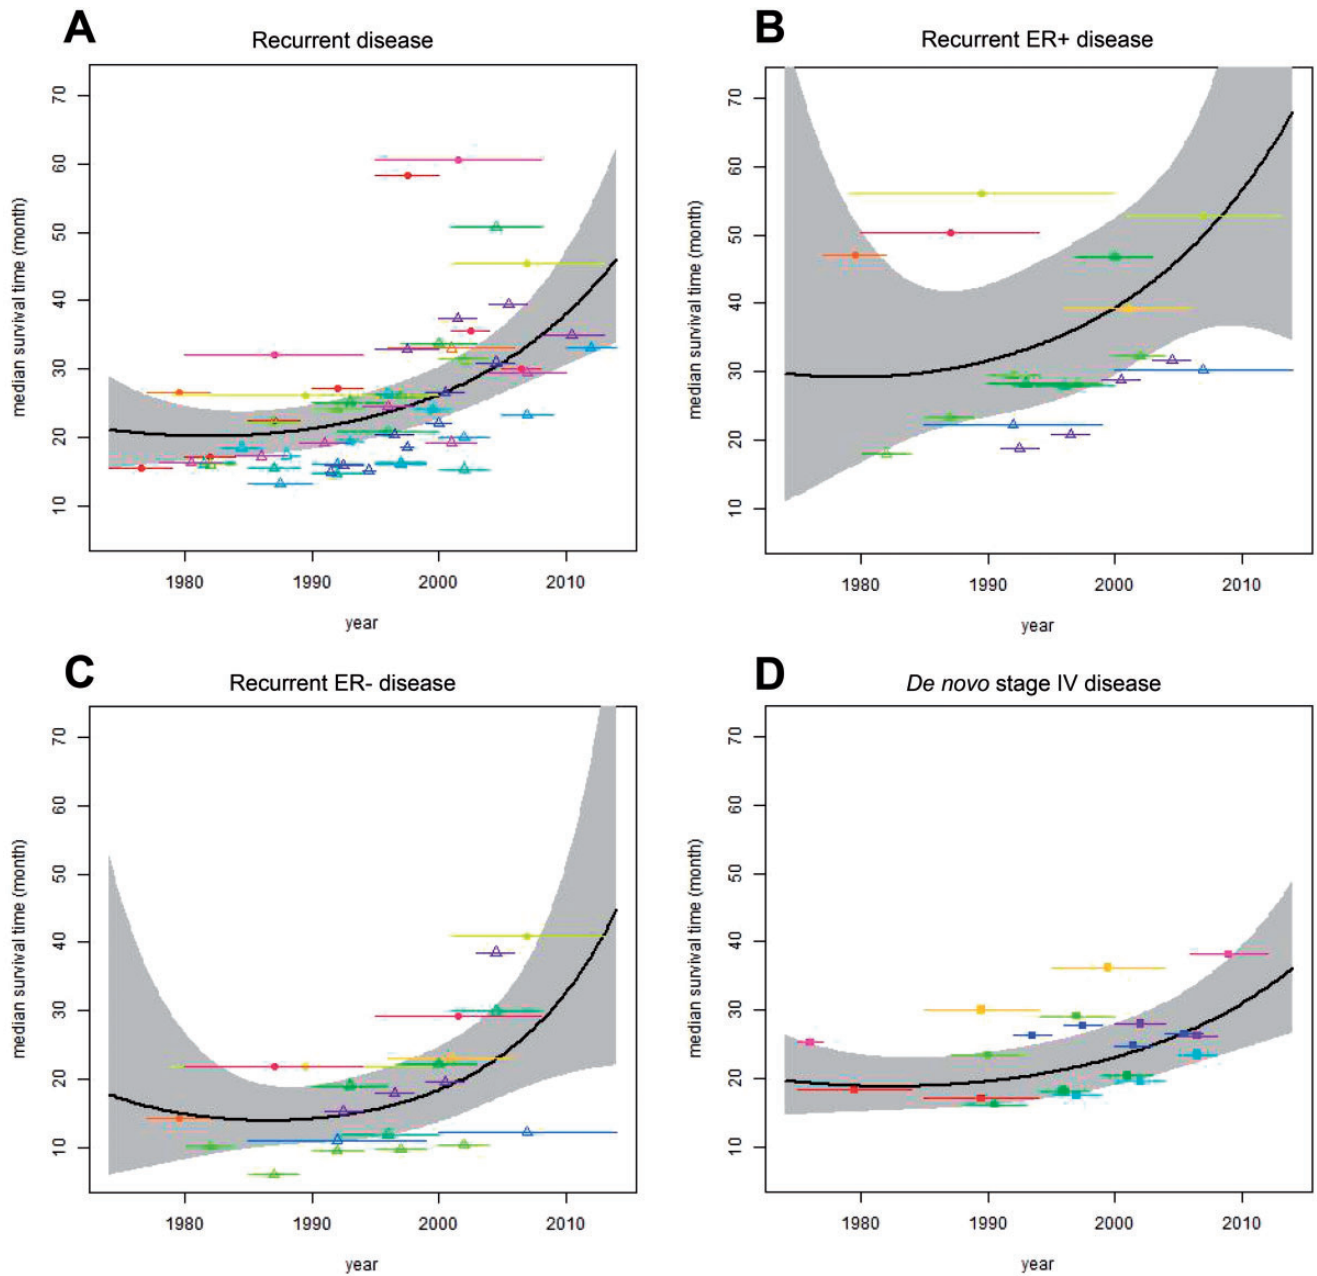 A
Recurrent disease
median survival time (month)
70
60
50
40
30
20
10
1980 1990 2000 2010
year
B
Recurrent ER+ disease
median survival time (month)
70
60
50
40
30
20
10
1980 1990 2000 2010
year
C
Recurrent ER- disease
median survival time (month)
70
60
50
40
30
20
10
1980 1990 2000 2010
year
D
De novo stage IV disease
median survival time (month)
70
60
50
40
30
20
10
1980 1990 2000 2010
year